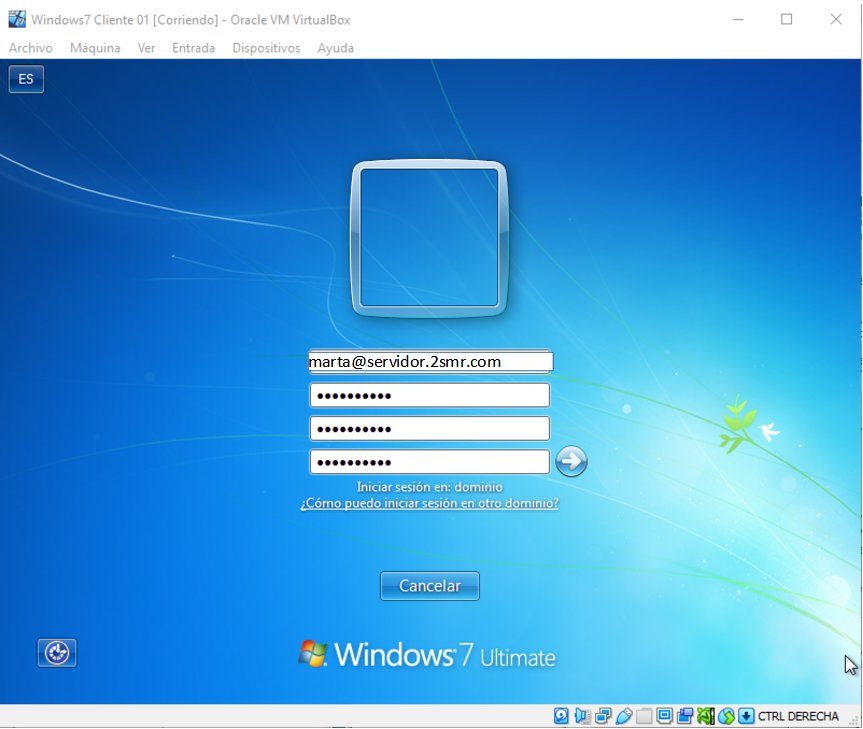 Windows7 Cliente 01 [Corriendo] - Oracle VM VirtualBox
Archivo Máquina Ver Entrada Dispositivos Ayuda
ES
marta@servidor.2smr.com
••••••••••
••••••••••
••••••••••
Iniciar sesión en: dominio
¿Cómo puedo iniciar sesión en otro dominio?
Cancelar
Windows 7 Ultimate
CTRL DERECHA